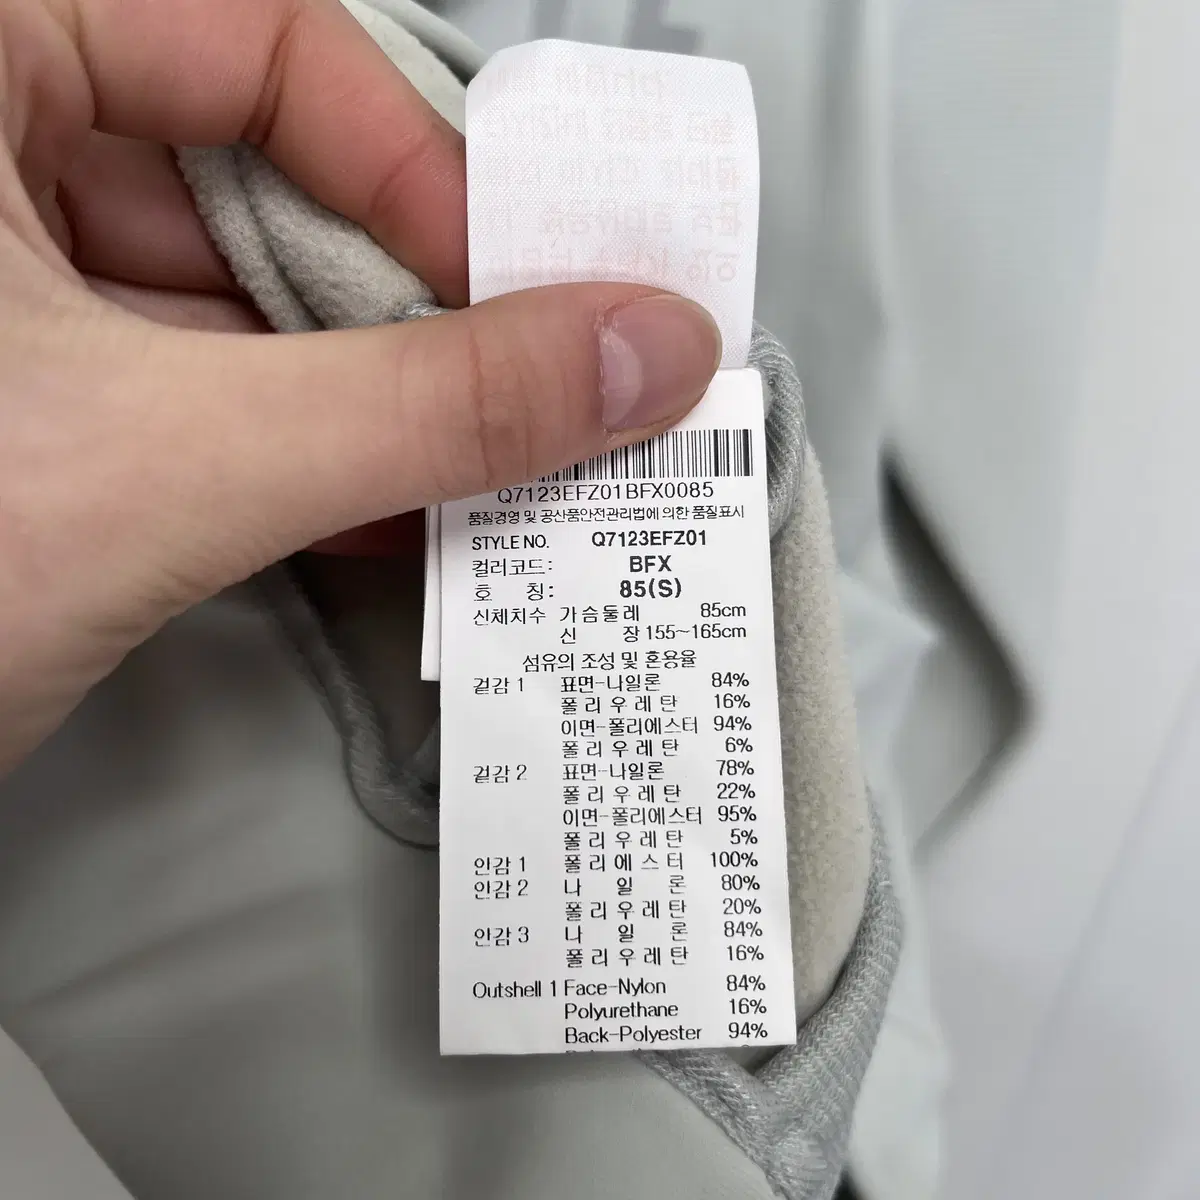 Q7123EFZ01BFX0085
품질경영 및 공산품안전관리법에 의한 품질표시
STYLE NO. Q7123EFZ01
컬러코드: BFX
호 칭: 85(S)
신체치수 가슴둘레 85cm
신 장 155~165cm
섬유의 조성 및 혼용율
겉감 1 표면-나일론 84%
폴리우레탄 16%
이면-폴리에스터 94%
폴리우레탄 6%
겉감 2 표면-나일론 78%
폴리우레탄 22%
이면-폴리에스터 95%
폴리우레탄 5%
안감 1 폴리에스터 100%
안감 2 나일론 80%
폴리우레탄 20%
안감 3 나일론 84%
폴리우레탄 16%
Outshell 1 Face-Nylon 84%
Polyurethane 16%
Back-Polyester 94%